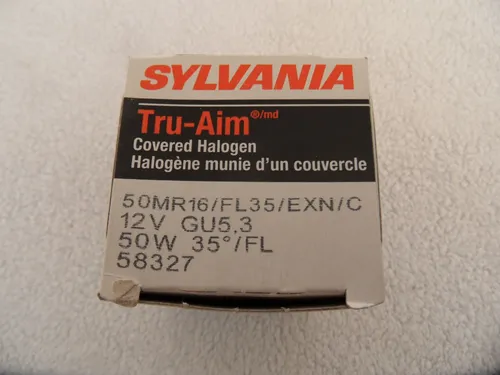 SYLVANIA
Tru-Aim®/md
Covered Halogen
Halogène munie d'un couvercle
50MR16/FL35/EXN/C
12V GU5.3
50W 35°/FL
58327